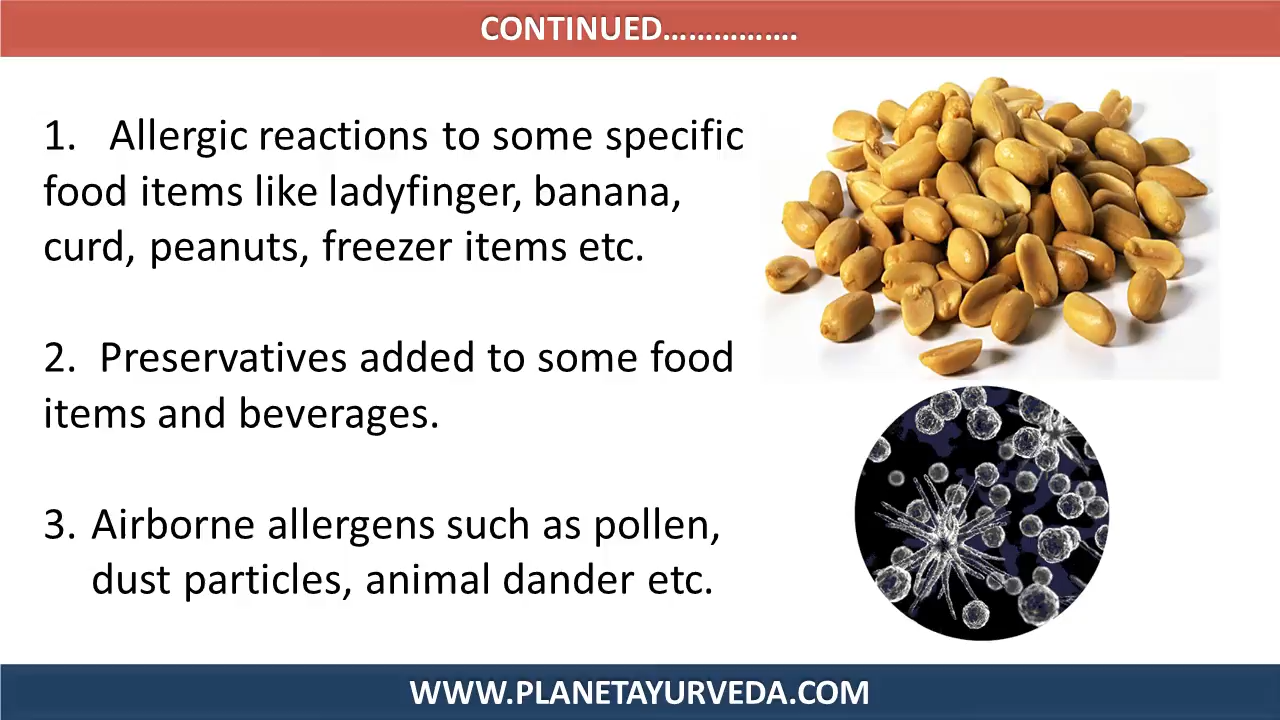 CONTINUED................
1. Allergic reactions to some specific
food items like ladyfinger, banana,
curd, peanuts, freezer items etc.
2. Preservatives added to some food
items and beverages.
3. Airborne allergens such as pollen,
dust particles, animal dander etc.
WWW.PLANETAYURVEDA.COM